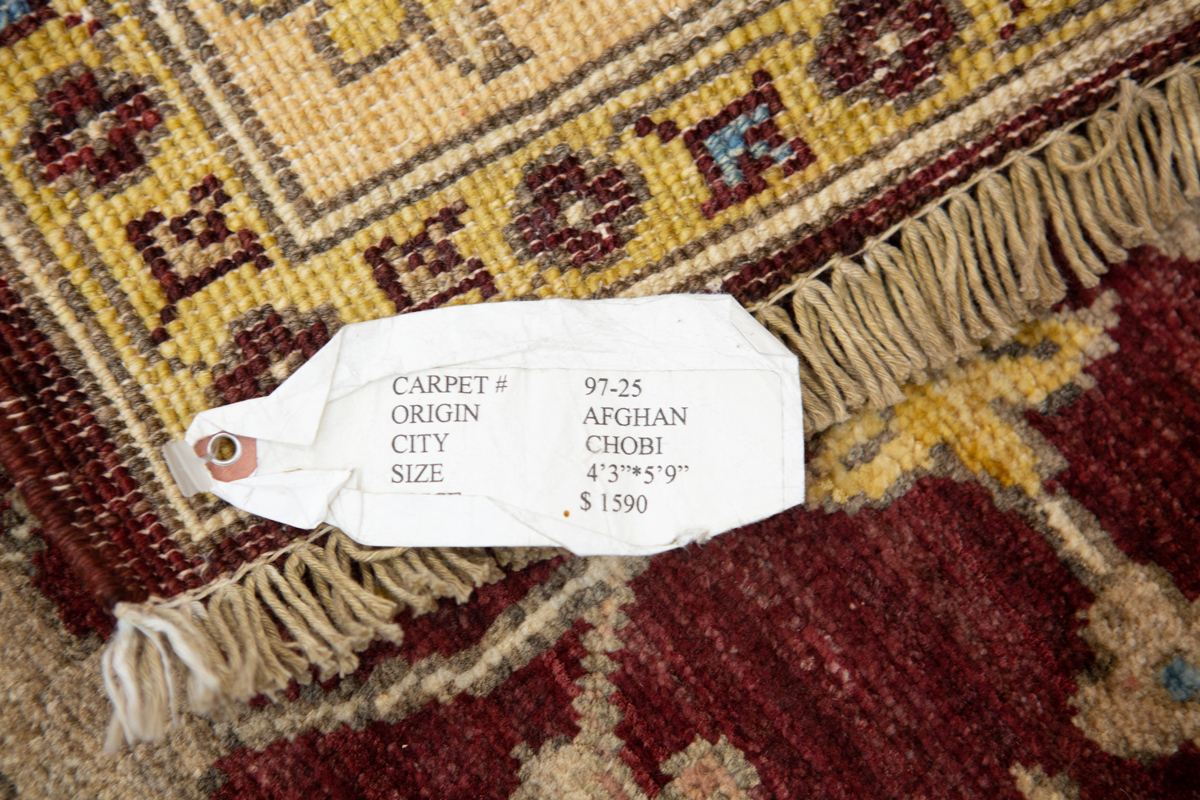 CARPET # 97-25
ORIGIN AFGHAN
CITY CHOBI
SIZE 4'3”*5’9”
$ 1590